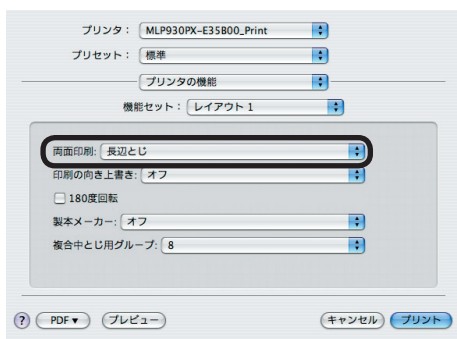 プリンタ： MLP930PX-E35B00_Print
プリセット： 標準
プリンタの機能
機能セット： レイアウト 1
両面印刷: 長辺とじ
印刷の向き上書き: オフ
180度回転
製本メーカー: オフ
複合中とじ用グループ: 8
? PDF▼ プレビュー キャンセル プリント